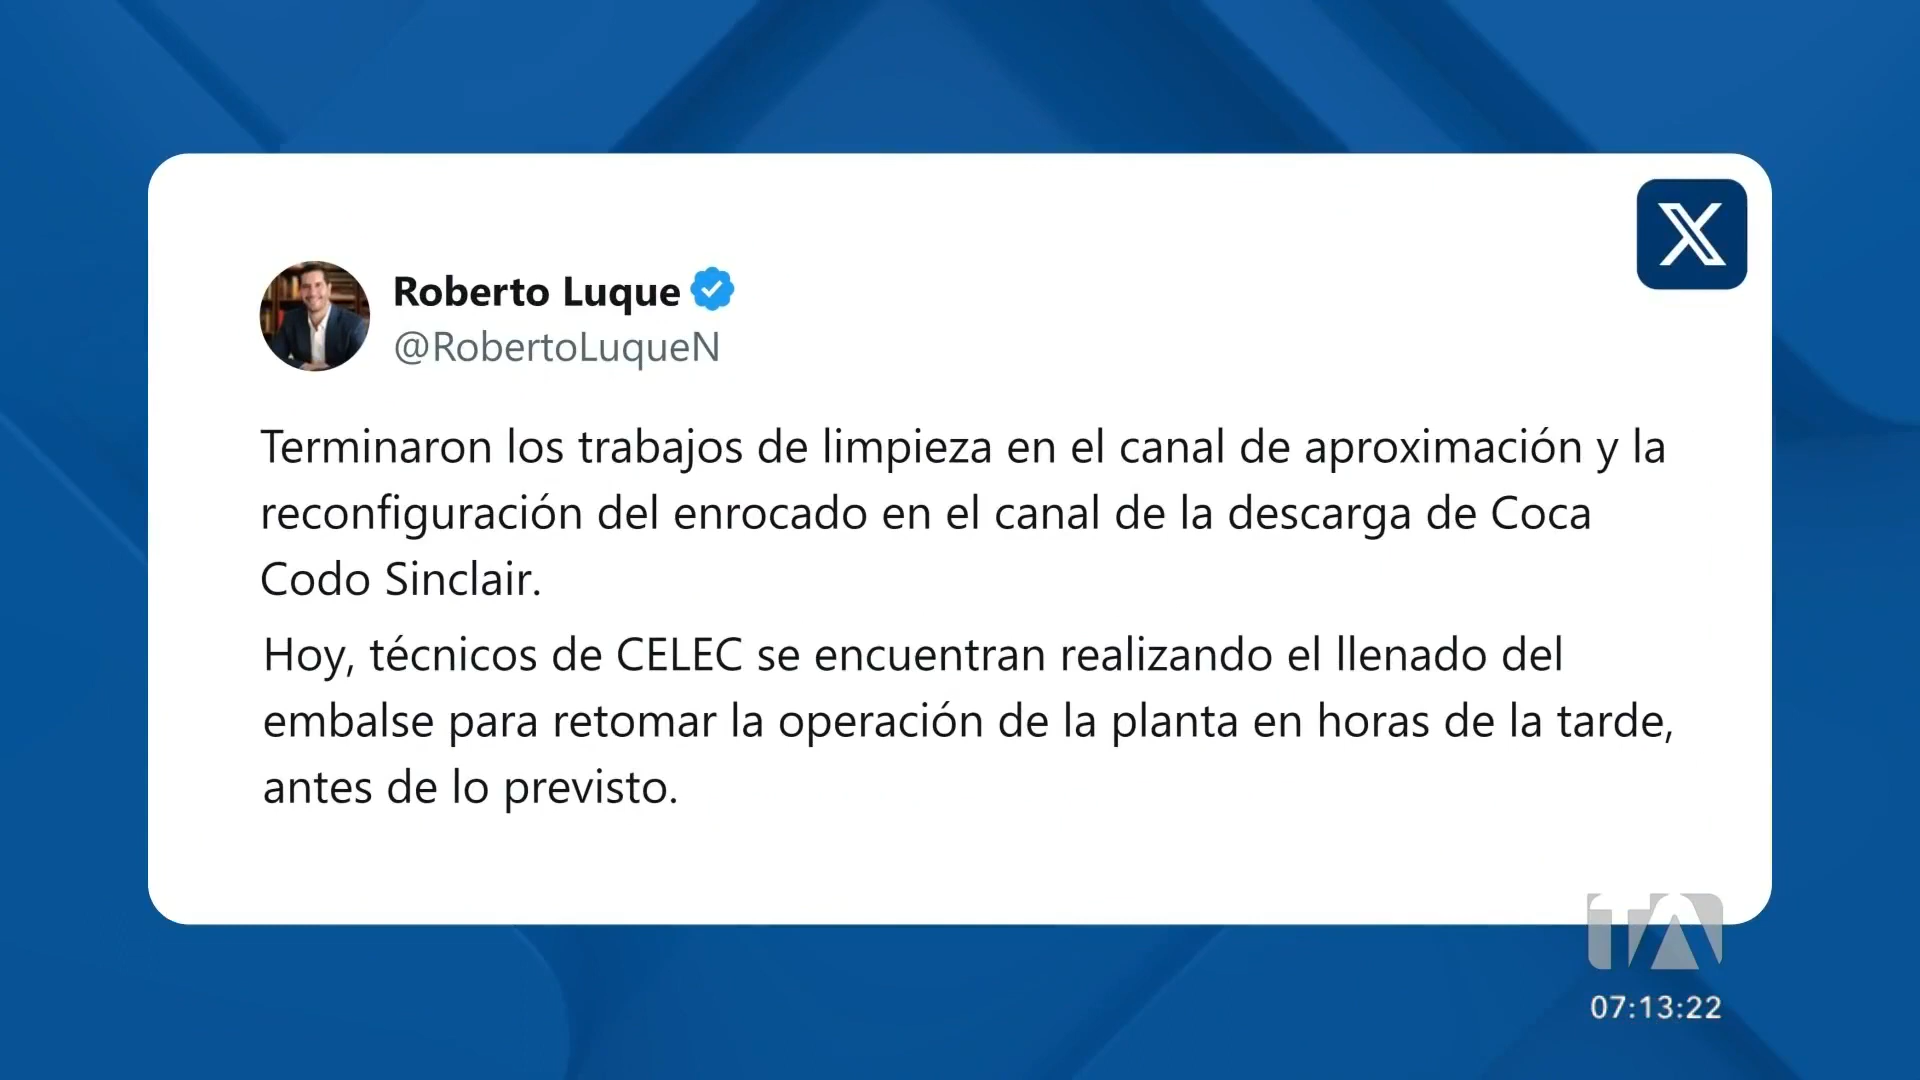 X
Roberto Luque
@RobertoLuqueN
Terminaron los trabajos de limpieza en el canal de aproximación y la
reconfiguración del enrocado en el canal de la descarga de Coca
Codo Sinclair.
Hoy, técnicos de CELEC se encuentran realizando el llenado del
embalse para retomar la operación de la planta en horas de la tarde,
antes de lo previsto.
TA
07:13:22